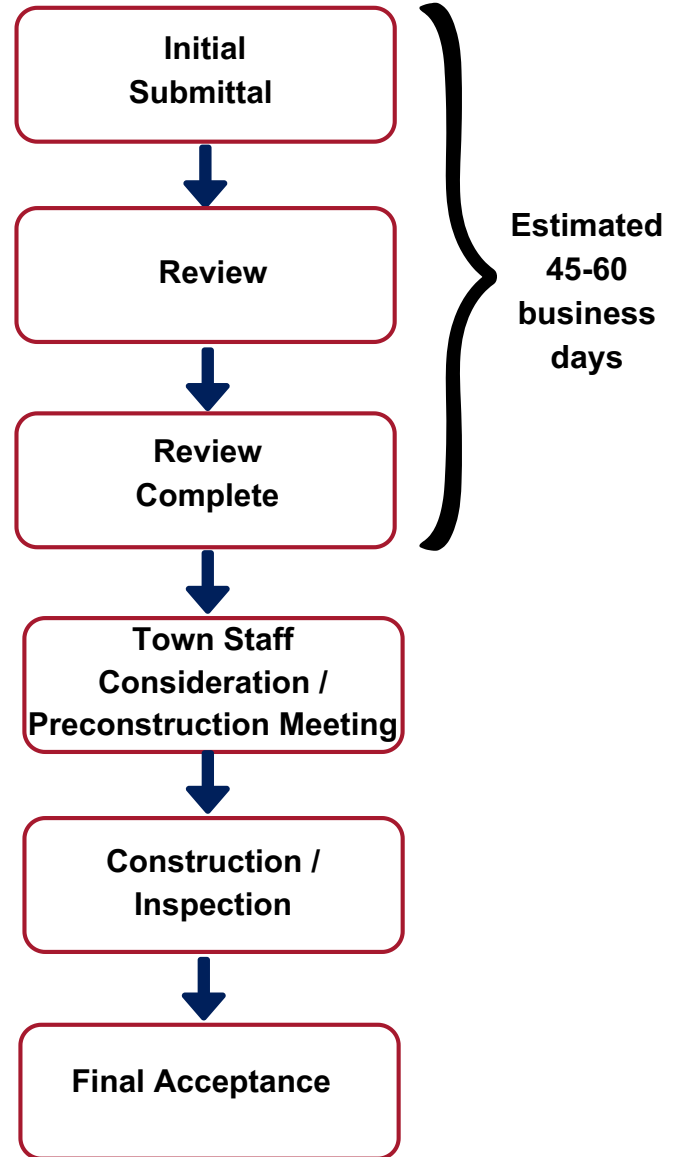 Initial
Submittal
Review
Review
Complete
Estimated
45-60
business
days
Town Staff
Consideration /
Preconstruction Meeting
Construction /
Inspection
Final Acceptance